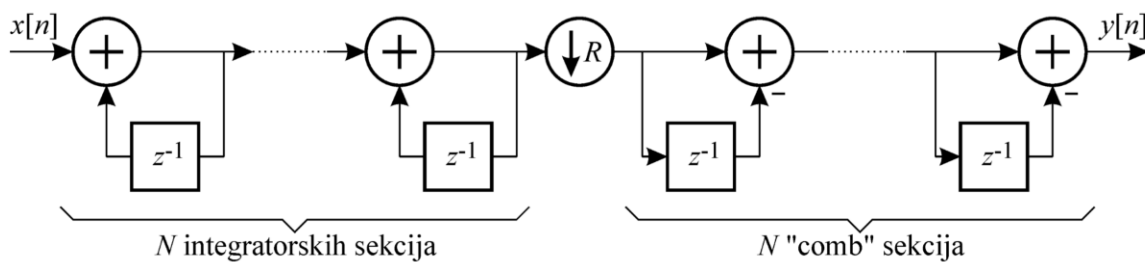 x[n]
+
+
↓ R
+
+
y[n]
-
-
z⁻¹
z⁻¹
z⁻¹
z⁻¹
N integratorskih sekcija
N "comb" sekcija